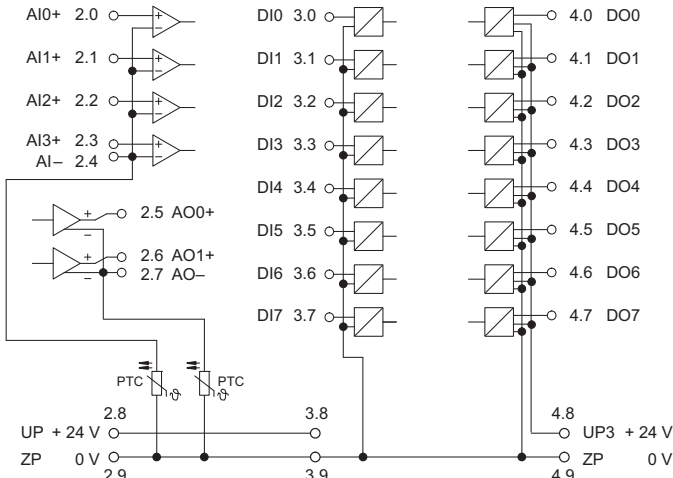 AI0+ 2.0 + − DI0 3.0 4.0 DO0
AI1+ 2.1 + − DI1 3.1 4.1 DO1
AI2+ 2.2 + − DI2 3.2 4.2 DO2
AI3+ 2.3 + − DI3 3.3 4.3 DO3
AI− 2.4
DI4 3.4 4.4 DO4
+ − 2.5 AO0+
DI5 3.5 4.5 DO5
+ 2.6 AO1+
− 2.7 AO−
DI6 3.6 4.6 DO6
DI7 3.7 4.7 DO7
PTC ϑ ϑ PTC
2.8 3.8 4.8
UP + 24 V UP3 + 24 V
ZP 0 V ZP 0 V
2.9 3.9 4.9